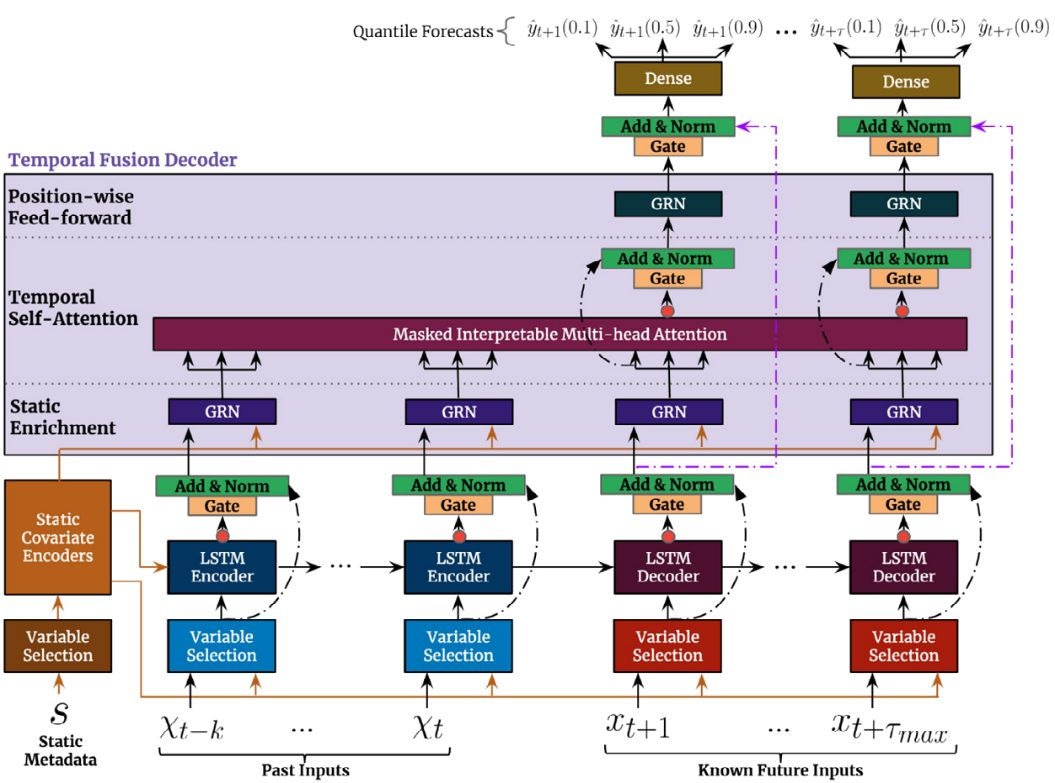 Quantile Forecasts { ŷt+1(0.1) ŷt+1(0.5) ŷt+1(0.9) ... ŷt+τ(0.1) ŷt+τ(0.5) ŷt+τ(0.9)
Dense Dense
Add & Norm Add & Norm
Gate Gate
Temporal Fusion Decoder
Position-wise
Feed-forward
GRN GRN
Add & Norm Add & Norm
Gate Gate
Temporal
Self-Attention
Masked Interpretable Multi-head Attention
Static
Enrichment
GRN GRN GRN GRN
Add & Norm Add & Norm Add & Norm Add & Norm
Gate Gate Gate Gate
Static
Covariate
Encoders
LSTM
Encoder
...
LSTM
Encoder
LSTM
Decoder
...
LSTM
Decoder
Variable
Selection
Variable
Selection
Variable
Selection
Variable
Selection
Variable
Selection
s
Static
Metadata
χt−k ... χt xt+1 ... xt+τmax
Past Inputs Known Future Inputs